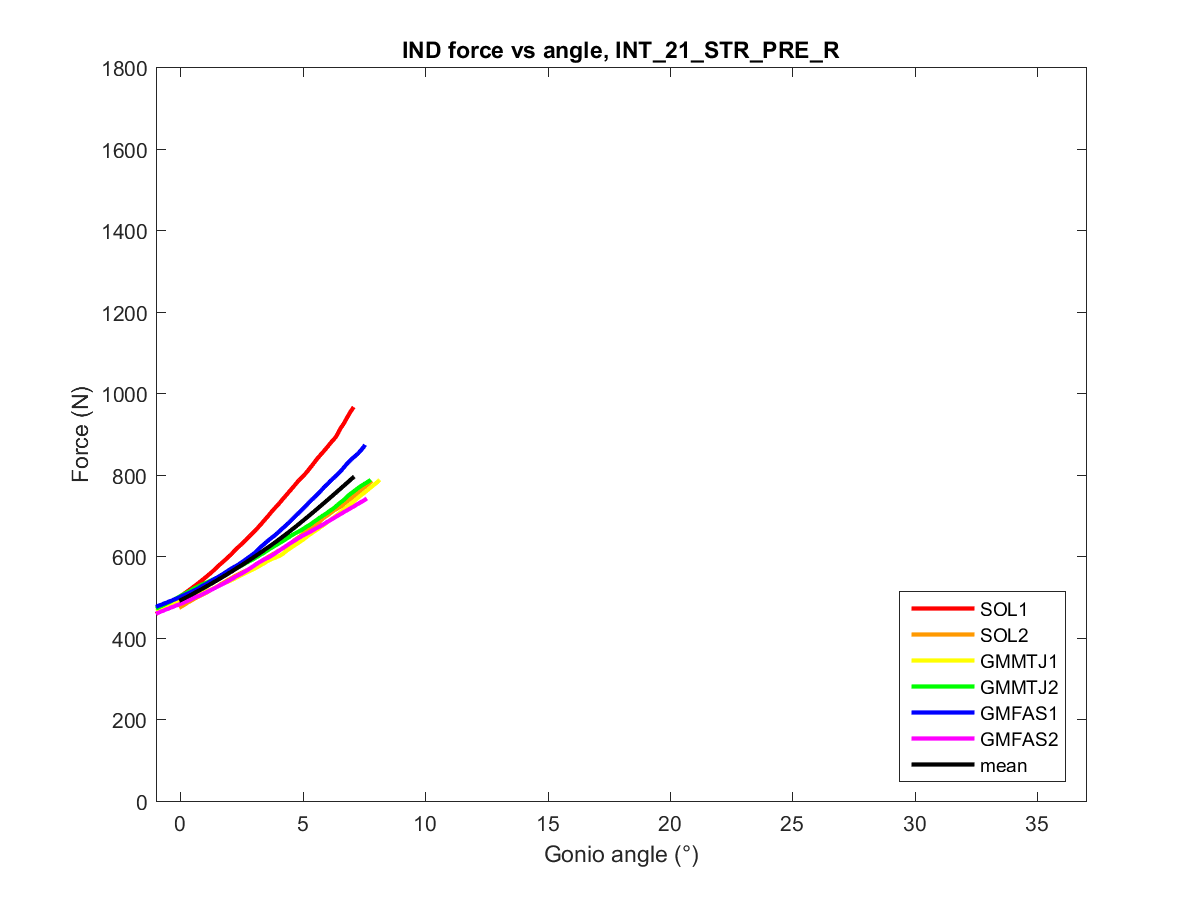 IND force vs angle, INT_21_STR_PRE_R
1800
1600
1400
1200
1000
800
600
400
200
0
Force (N)
0 5 10 15 20 25 30 35
Gonio angle (°)
SOL1
SOL2
GMMTJ1
GMMTJ2
GMFAS1
GMFAS2
mean